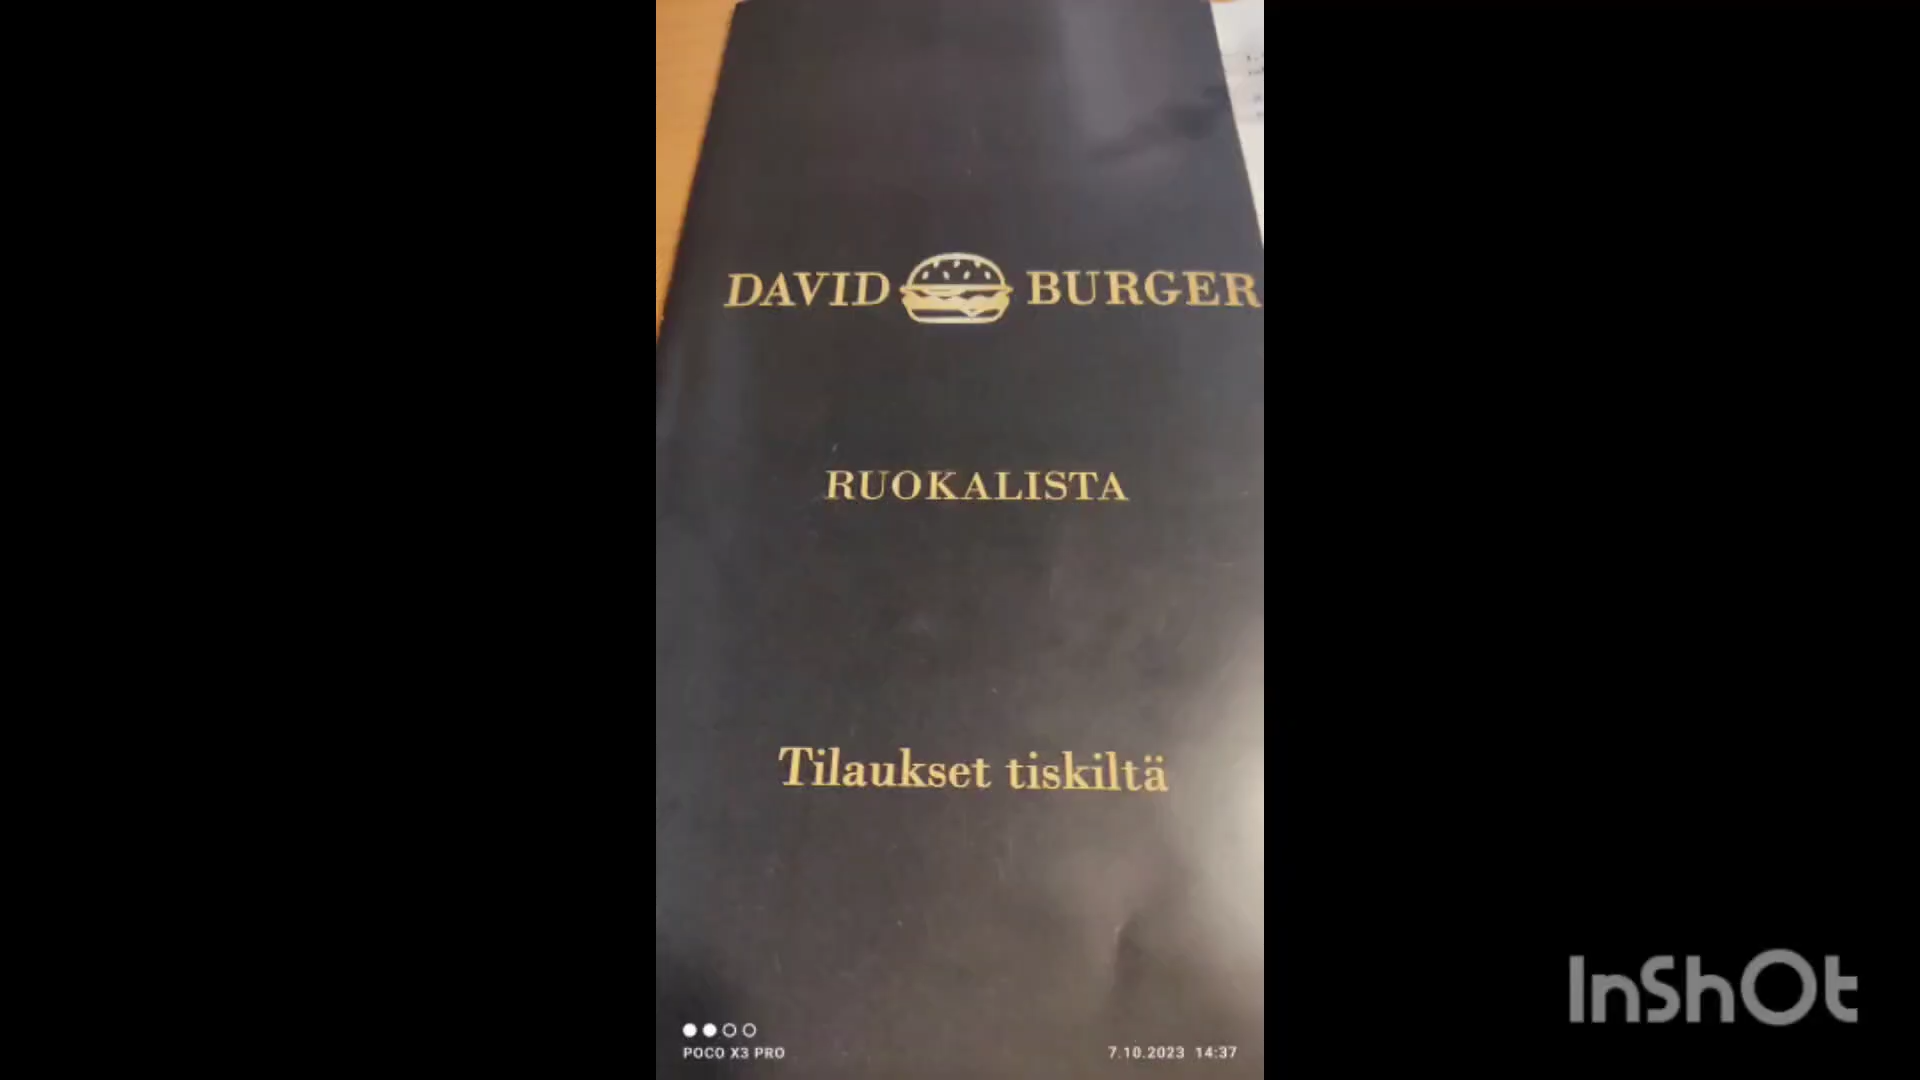 DAVID BURGER
RUOKALISTA
Tilaukset tiskiltä
POCO X3 PRO
7.10.2023 14:37
InShOt